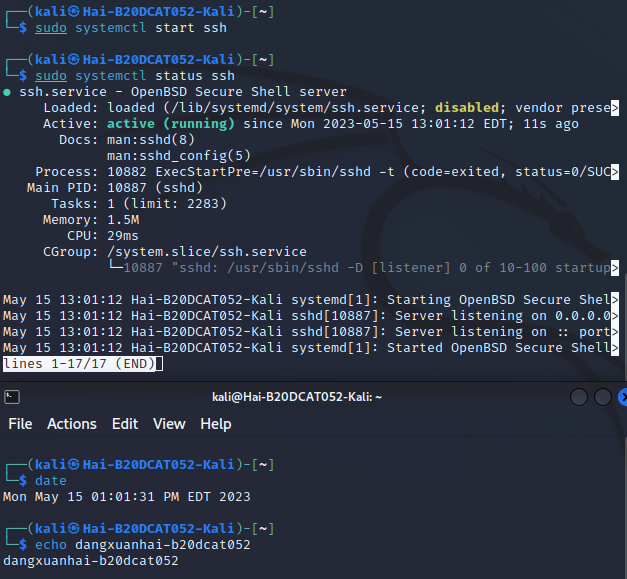 ┌──(kali㉿Hai-B20DCAT052-Kali)-[~]
└─$ sudo systemctl start ssh
┌──(kali㉿Hai-B20DCAT052-Kali)-[~]
└─$ sudo systemctl status ssh
● ssh.service - OpenBSD Secure Shell server
Loaded: loaded (/lib/systemd/system/ssh.service; disabled; vendor prese>
Active: active (running) since Mon 2023-05-15 13:01:12 EDT; 11s ago
Docs: man:sshd(8)
man:sshd_config(5)
Process: 10882 ExecStartPre=/usr/sbin/sshd -t (code=exited, status=0/SUC>
Main PID: 10887 (sshd)
Tasks: 1 (limit: 2283)
Memory: 1.5M
CPU: 29ms
CGroup: /system.slice/ssh.service
└─10887 "sshd: /usr/sbin/sshd -D [listener] 0 of 10-100 startup>
May 15 13:01:12 Hai-B20DCAT052-Kali systemd[1]: Starting OpenBSD Secure Shel>
May 15 13:01:12 Hai-B20DCAT052-Kali sshd[10887]: Server listening on 0.0.0.0>
May 15 13:01:12 Hai-B20DCAT052-Kali sshd[10887]: Server listening on :: port>
May 15 13:01:12 Hai-B20DCAT052-Kali systemd[1]: Started OpenBSD Secure Shell>
lines 1-17/17 (END)
kali@Hai-B20DCAT052-Kali: ~
File Actions Edit View Help
┌──(kali㉿Hai-B20DCAT052-Kali)-[~]
└─$ date
Mon May 15 01:01:31 PM EDT 2023
┌──(kali㉿Hai-B20DCAT052-Kali)-[~]
└─$ echo dangxuanhai-b20dcat052
dangxuanhai-b20dcat052